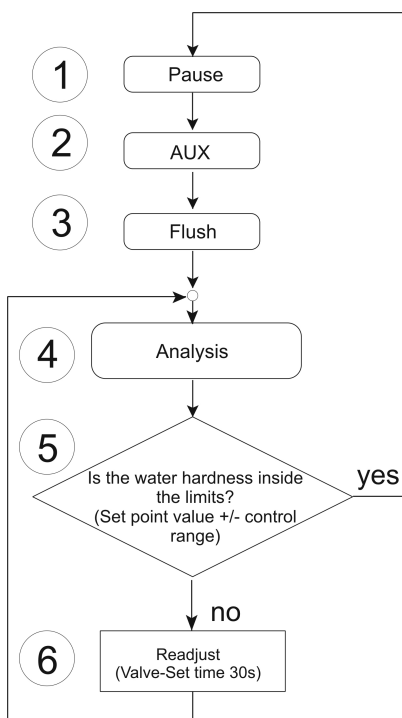 1
Pause
2
AUX
3
Flush
4
Analysis
5
Is the water hardness inside
the limits?
(Set point value +/- control
range)
yes
no
6
Readjust
(Valve-Set time 30s)